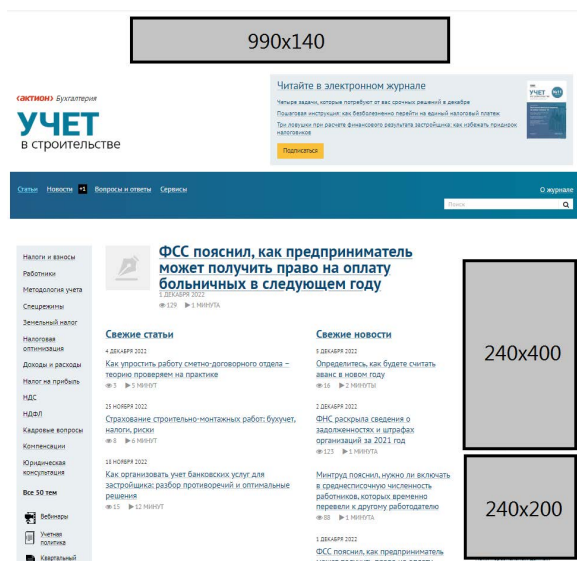 990x140
Читайте в электронном журнале
Четыре задачи, которые потребуют от вас срочных решений в декабре
Пошаговая инструкция: как безболезненно перейти на единый налоговый платеж
Три ловушки при расчете финансового результата застройщика: как избежать придирок
налоговиков
Подписаться
<актион> Бухгалтерия
УЧЕТ
в строительстве
УЧЕТ
Статьи Новости +1 Вопросы и ответы Сервисы
О журнале
Поиск
Налоги и взносы
Работники
Методология учета
Спецрежимы
Земельный налог
Налоговая
оптимизация
Доходы и расходы
Налог на прибыль
НДС
НДФЛ
Кадровые вопросы
Компенсации
Юридическая
консультация
Все 50 тем
Вебинары
Учетная
политика
Квартальный
ФСС пояснил, как предприниматель
может получить право на оплату
больничных в следующем году
5 ДЕКАБРЯ 2022
129 1 МИНУТА
Свежие статьи
4 ДЕКАБРЯ 2022
Как упростить работу сметно-договорного отдела –
теорию проверяем на практике
3 5 МИНУТ
25 НОЯБРЯ 2022
Страхование строительно-монтажных работ: бухучет,
налоги, риски
8 6 МИНУТ
18 НОЯБРЯ 2022
Как организовать учет банковских услуг для
застройщика: разбор противоречий и оптимальные
решения
15 12 МИНУТ
Свежие новости
5 ДЕКАБРЯ 2022
Определитесь, как будете считать
аванс в новом году
16 2 МИНУТЫ
2 ДЕКАБРЯ 2022
ФНС раскрыла сведения о
задолженностях и штрафах
организаций за 2021 год
123 1 МИНУТА
Минтруд пояснил, нужно ли включать
в среднесписочную численность
работников, которых временно
перевели к другому работодателю
88 1 МИНУТА
1 ДЕКАБРЯ 2022
ФСС пояснил, как предприниматель
может получить право на оплату
240x400
240x200